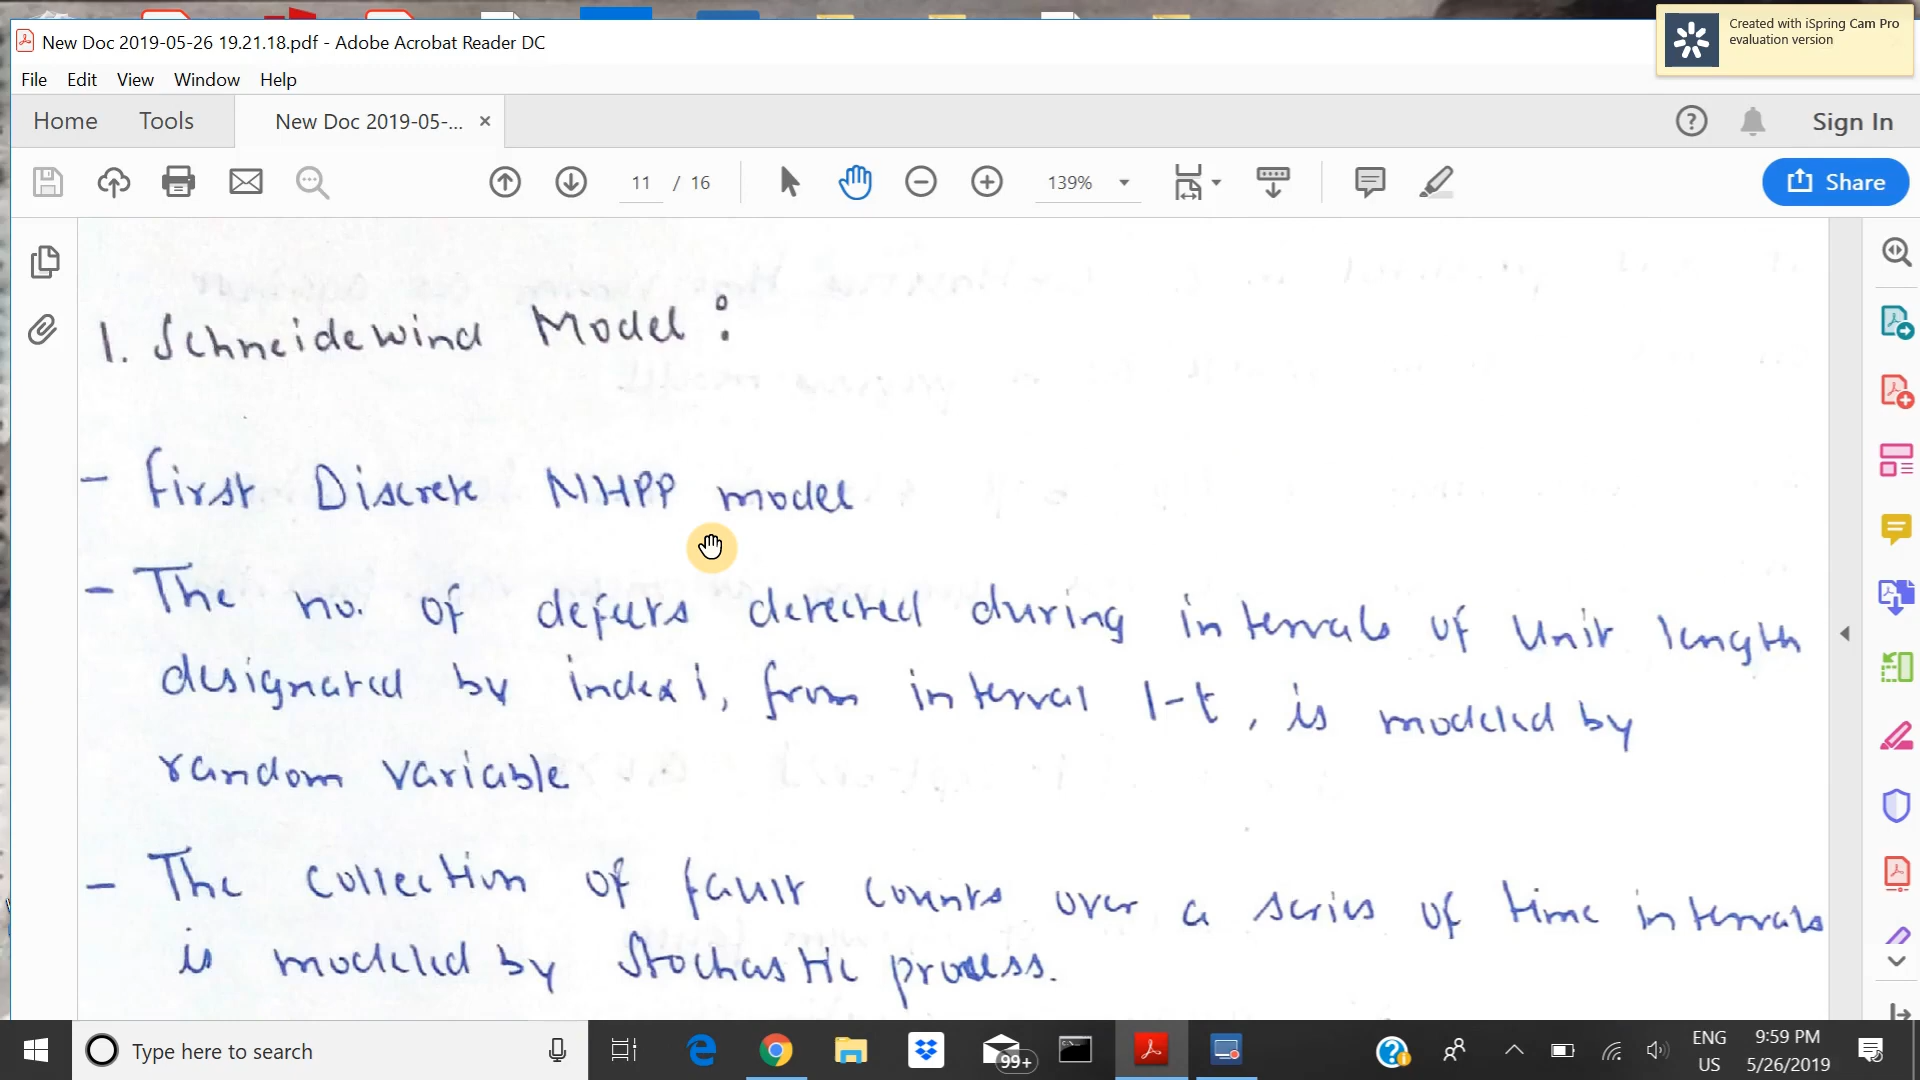 Created with iSpring Cam Pro
evaluation version
New Doc 2019-05-26 19.21.18.pdf - Adobe Acrobat Reader DC
File Edit View Window Help
Home Tools New Doc 2019-05-... × Sign In
11 / 16 139% Share
1. Schneidewind Model :
- First Discrete NHPP model
- The no. of defects detected during intervals of Unit length
designated by index i, from interval 1-t, is modeled by
random variable
- The collection of fault counts over a series of time intervals
is modeled by Stochastic process.
Type here to search 99+ ENG 9:59 PM
US 5/26/2019